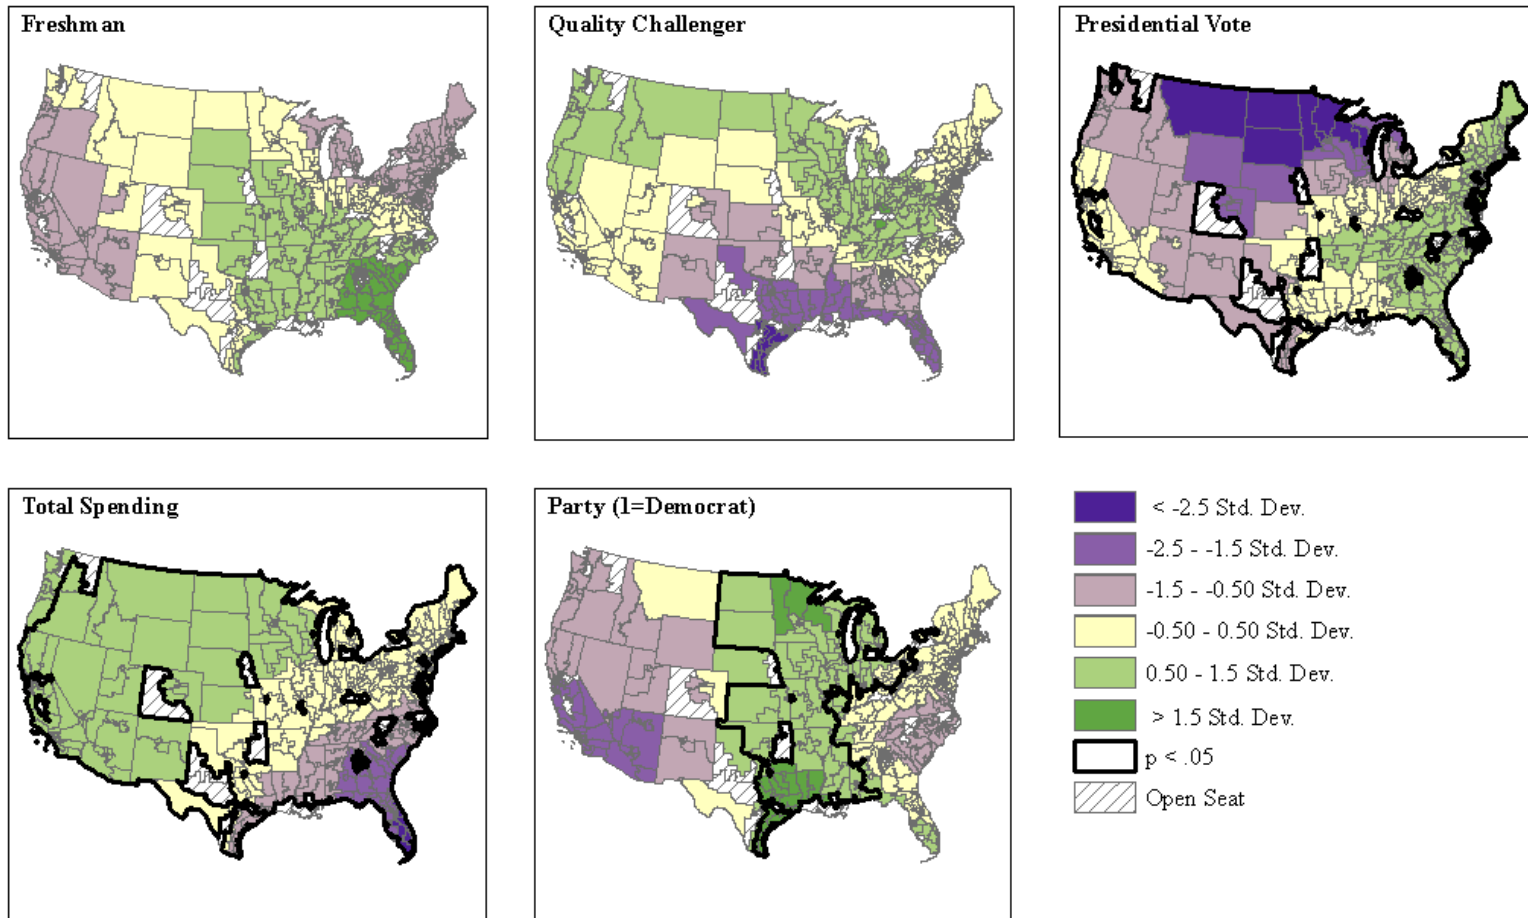 Freshman
Quality Challenger
Presidential Vote
Total Spending
Party (1=Democrat)
< -2.5 Std. Dev.
-2.5 - -1.5 Std. Dev.
-1.5 - -0.50 Std. Dev.
-0.50 - 0.50 Std. Dev.
0.50 - 1.5 Std. Dev.
> 1.5 Std. Dev.
p < .05
Open Seat